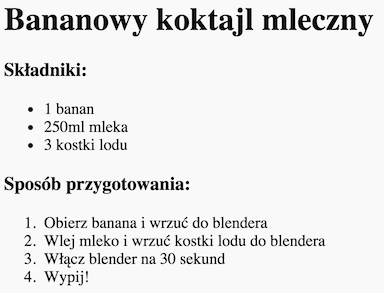 Bananowy koktajl mleczny
Składniki:
• 1 banan
• 250ml mleka
• 3 kostki lodu
Sposób przygotowania:
1. Obierz banana i wrzuć do blendera
2. Wlej mleko i wrzuć kostki lodu do blendera
3. Włącz blender na 30 sekund
4. Wypij!